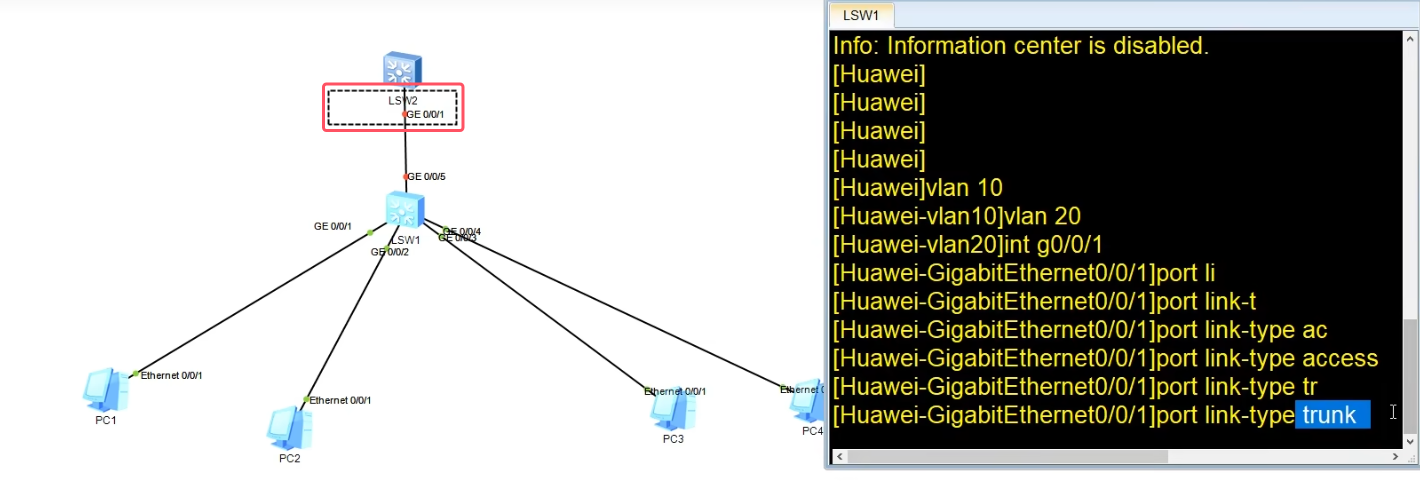 LSW2
GE 0/0/1
GE 0/0/5
GE 0/0/1
GE 0/0/4
LSW1
GE 0/0/3
GE 0/0/2
Ethernet 0/0/1
PC1
Ethernet 0/0/1
PC2
Ethernet 0/0/1
PC3
Ethernet 0/
PC4
LSW1
Info: Information center is disabled.
[Huawei]
[Huawei]
[Huawei]
[Huawei]
[Huawei]vlan 10
[Huawei-vlan10]vlan 20
[Huawei-vlan20]int g0/0/1
[Huawei-GigabitEthernet0/0/1]port li
[Huawei-GigabitEthernet0/0/1]port link-t
[Huawei-GigabitEthernet0/0/1]port link-type ac
[Huawei-GigabitEthernet0/0/1]port link-type access
[Huawei-GigabitEthernet0/0/1]port link-type tr
[Huawei-GigabitEthernet0/0/1]port link-type trunk